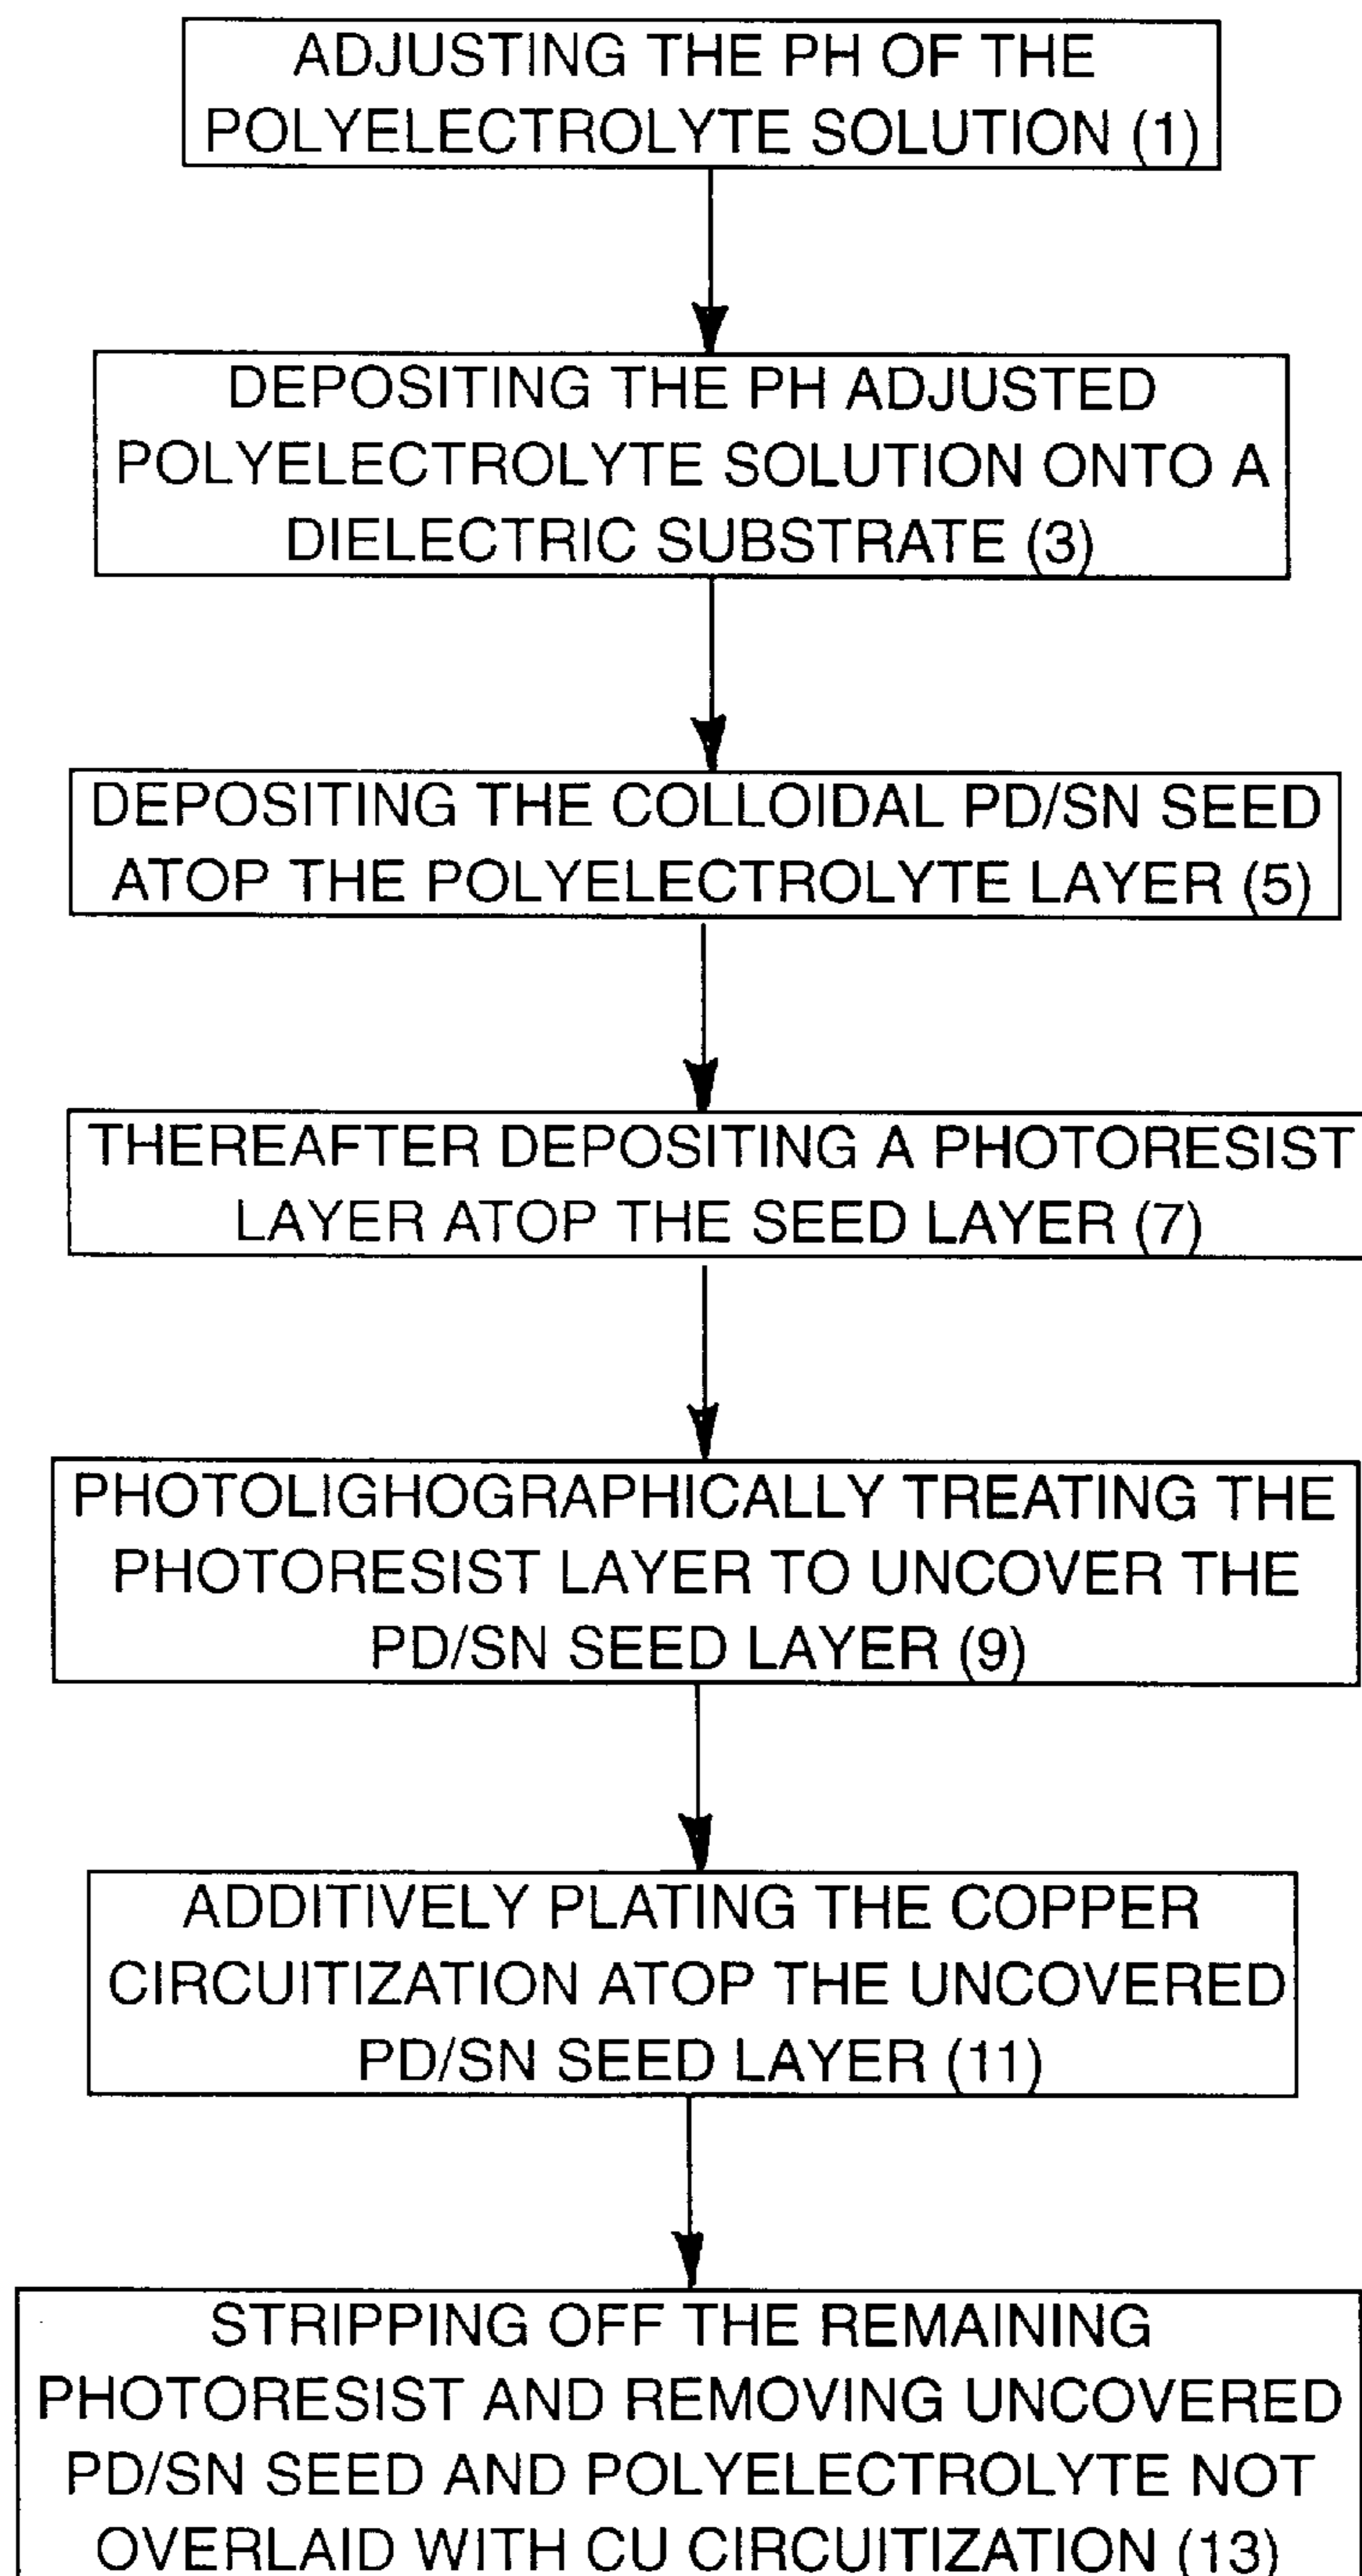 ADJUSTING THE PH OF THE
POLYELECTROLYTE SOLUTION (1)
DEPOSITING THE PH ADJUSTED
POLYELECTROLYTE SOLUTION ONTO A
DIELECTRIC SUBSTRATE (3)
DEPOSITING THE COLLOIDAL PD/SN SEED
ATOP THE POLYELECTROLYTE LAYER (5)
THEREAFTER DEPOSITING A PHOTORESIST
LAYER ATOP THE SEED LAYER (7)
PHOTOLIGHOGRAPHICALLY TREATING THE
PHOTORESIST LAYER TO UNCOVER THE
PD/SN SEED LAYER (9)
ADDITIVELY PLATING THE COPPER
CIRCUITIZATION ATOP THE UNCOVERED
PD/SN SEED LAYER (11)
STRIPPING OFF THE REMAINING
PHOTORESIST AND REMOVING UNCOVERED
PD/SN SEED AND POLYELECTROLYTE NOT
OVERLAID WITH CU CIRCUITIZATION (13)